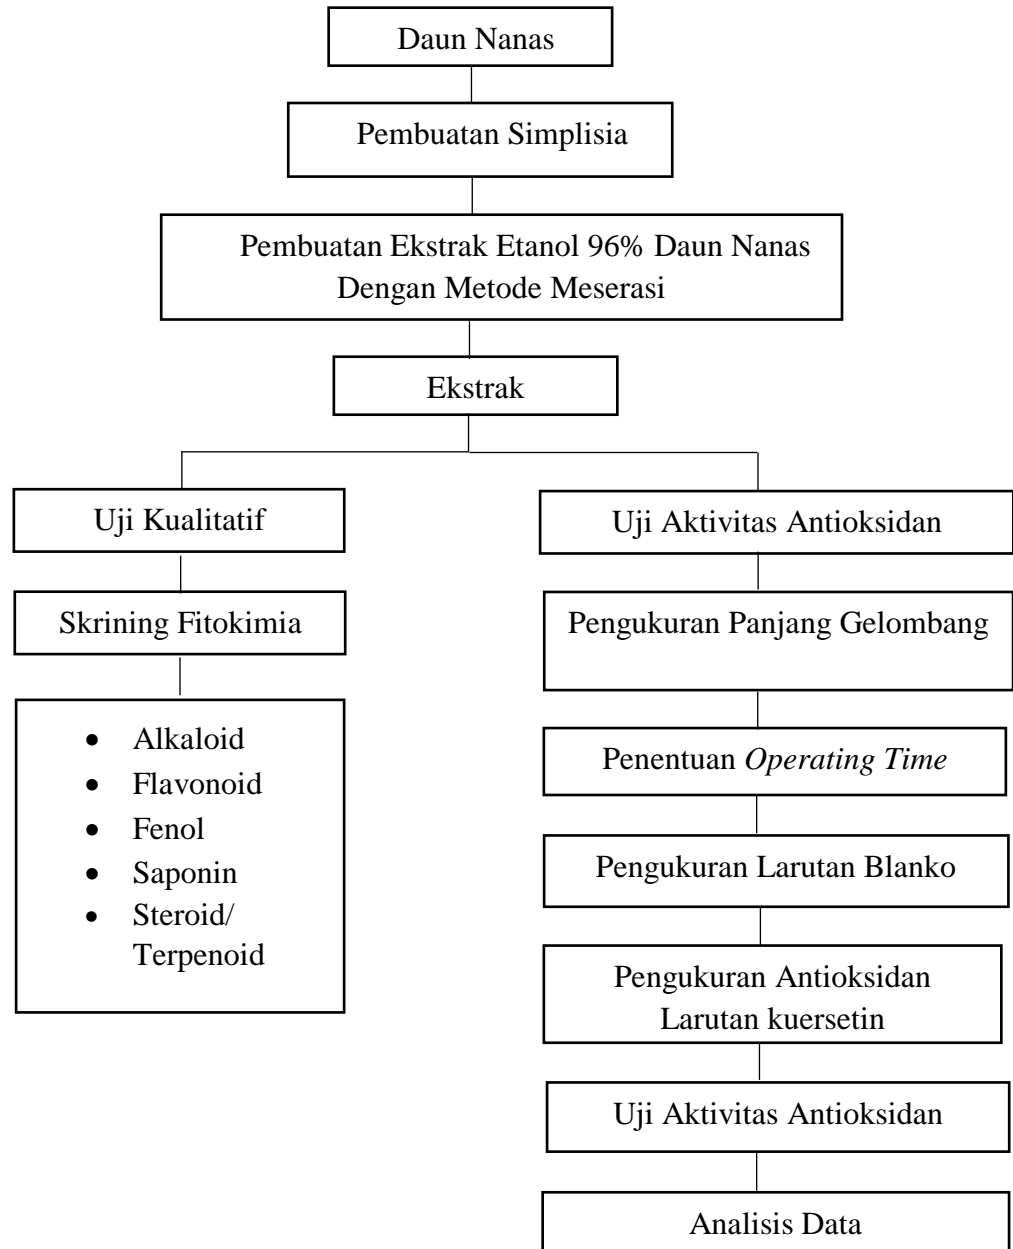 Daun Nanas
Pembuatan Simplisia
Pembuatan Ekstrak Etanol 96% Daun Nanas
Dengan Metode Meserasi
Ekstrak
Uji Kualitatif
Skrining Fitokimia
• Alkaloid
• Flavonoid
• Fenol
• Saponin
• Steroid/
Terpenoid
Uji Aktivitas Antioksidan
Pengukuran Panjang Gelombang
Penentuan Operating Time
Pengukuran Larutan Blanko
Pengukuran Antioksidan
Larutan kuersetin
Uji Aktivitas Antioksidan
Analisis Data